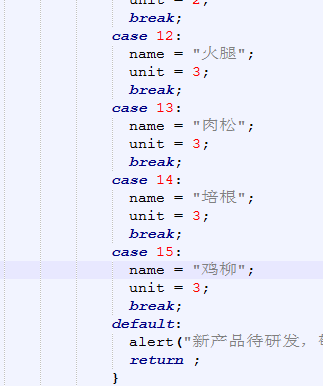 unit = 2;
break;
case 12:
name = "火腿";
unit = 3;
break;
case 13:
name = "肉松";
unit = 3;
break;
case 14:
name = "培根";
unit = 3;
break;
case 15:
name = "鸡柳";
unit = 3;
break;
default:
alert("新产品待研发,
return ;
}